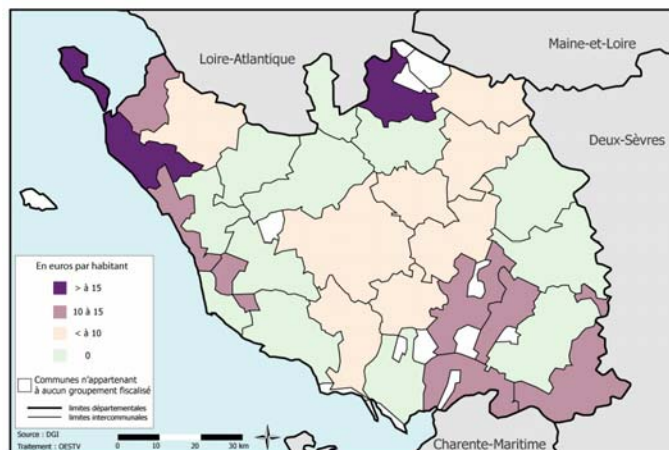 Loire-Atlantique
Maine-et-Loire
Deux-Sèvres
En euros par habitant
> à 15
10 à 15
< à 10
0
Communes n'appartenant
à aucun groupement fiscalisé
limites départementales
limites intercommunales
Source : DGI
Traitement : OESTV
0 10 20 30 km
Charente-Maritime